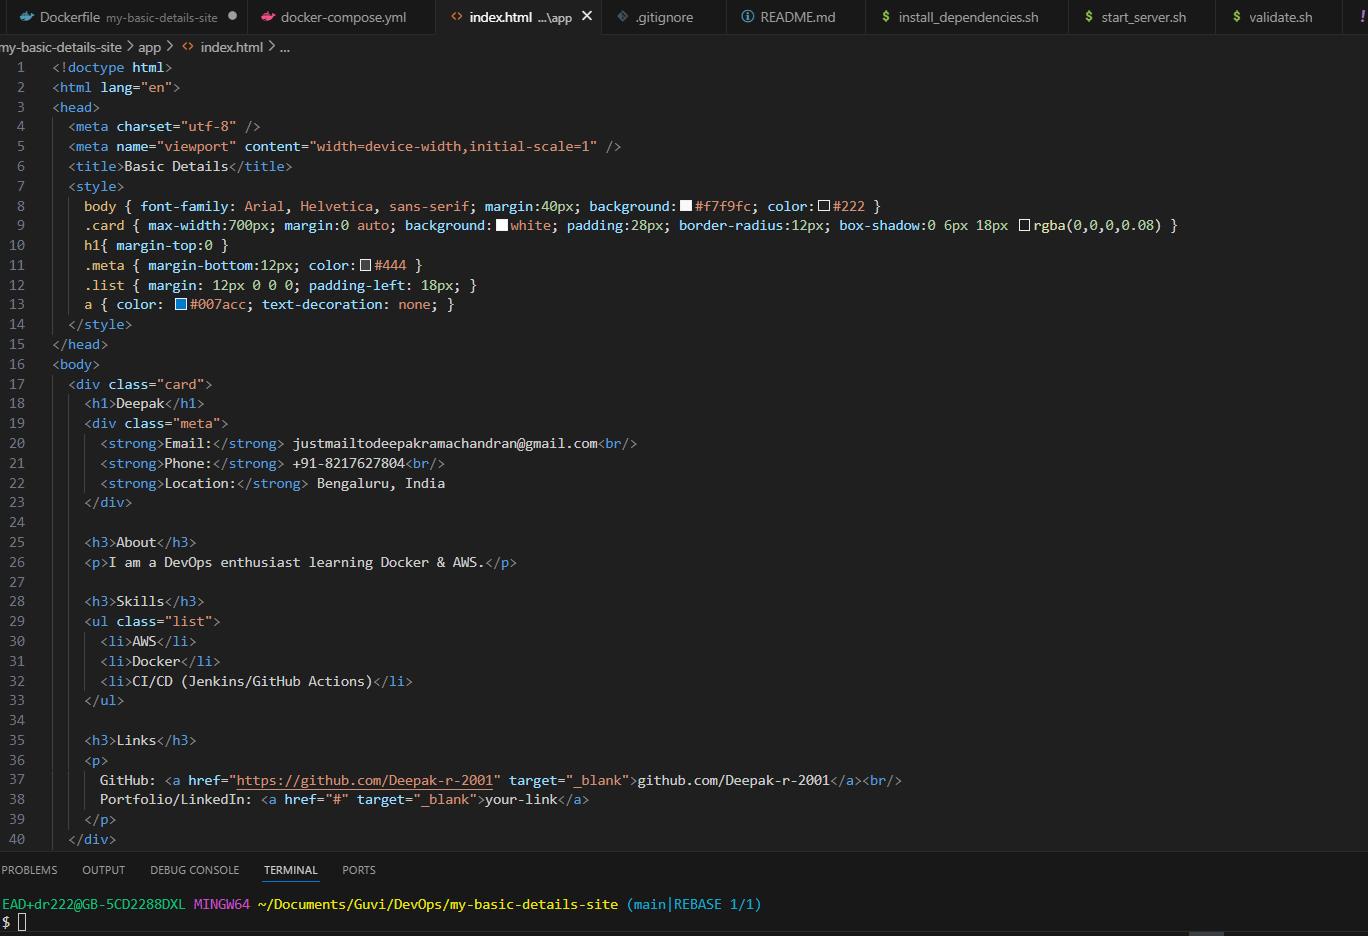 Dockerfile my-basic-details-site docker-compose.yml index.html ...\app .gitignore README.md install_dependencies.sh start_server.sh validate.sh
my-basic-details-site > app > index.html > ...
1 <!doctype html>
2 <html lang="en">
3 <head>
4 <meta charset="utf-8" />
5 <meta name="viewport" content="width=device-width,initial-scale=1" />
6 <title>Basic Details</title>
7 <style>
8 body { font-family: Arial, Helvetica, sans-serif; margin:40px; background:#f7f9fc; color:#222 }
9 .card { max-width:700px; margin:0 auto; background:white; padding:28px; border-radius:12px; box-shadow:0 6px 18px rgba(0,0,0,0.08) }
10 h1{ margin-top:0 }
11 .meta { margin-bottom:12px; color:#444 }
12 .list { margin: 12px 0 0 0; padding-left: 18px; }
13 a { color: #007acc; text-decoration: none; }
14 </style>
15 </head>
16 <body>
17 <div class="card">
18 <h1>Deepak</h1>
19 <div class="meta">
20 <strong>Email:</strong> justmailtodeepakramachandran@gmail.com<br/>
21 <strong>Phone:</strong> +91-8217627804<br/>
22 <strong>Location:</strong> Bengaluru, India
23 </div>
24
25 <h3>About</h3>
26 <p>I am a DevOps enthusiast learning Docker & AWS.</p>
27
28 <h3>Skills</h3>
29 <ul class="list">
30 <li>AWS</li>
31 <li>Docker</li>
32 <li>CI/CD (Jenkins/GitHub Actions)</li>
33 </ul>
34
35 <h3>Links</h3>
36 <p>
37 GitHub: <a href="https://github.com/Deepak-r-2001" target="_blank">github.com/Deepak-r-2001</a><br/>
38 Portfolio/LinkedIn: <a href="#" target="_blank">your-link</a>
39 </p>
40 </div>
PROBLEMS OUTPUT DEBUG CONSOLE TERMINAL PORTS
EAD+dr222@GB-5CD2288DXL MINGW64 ~/Documents/Guvi/DevOps/my-basic-details-site (main|REBASE 1/1)
$